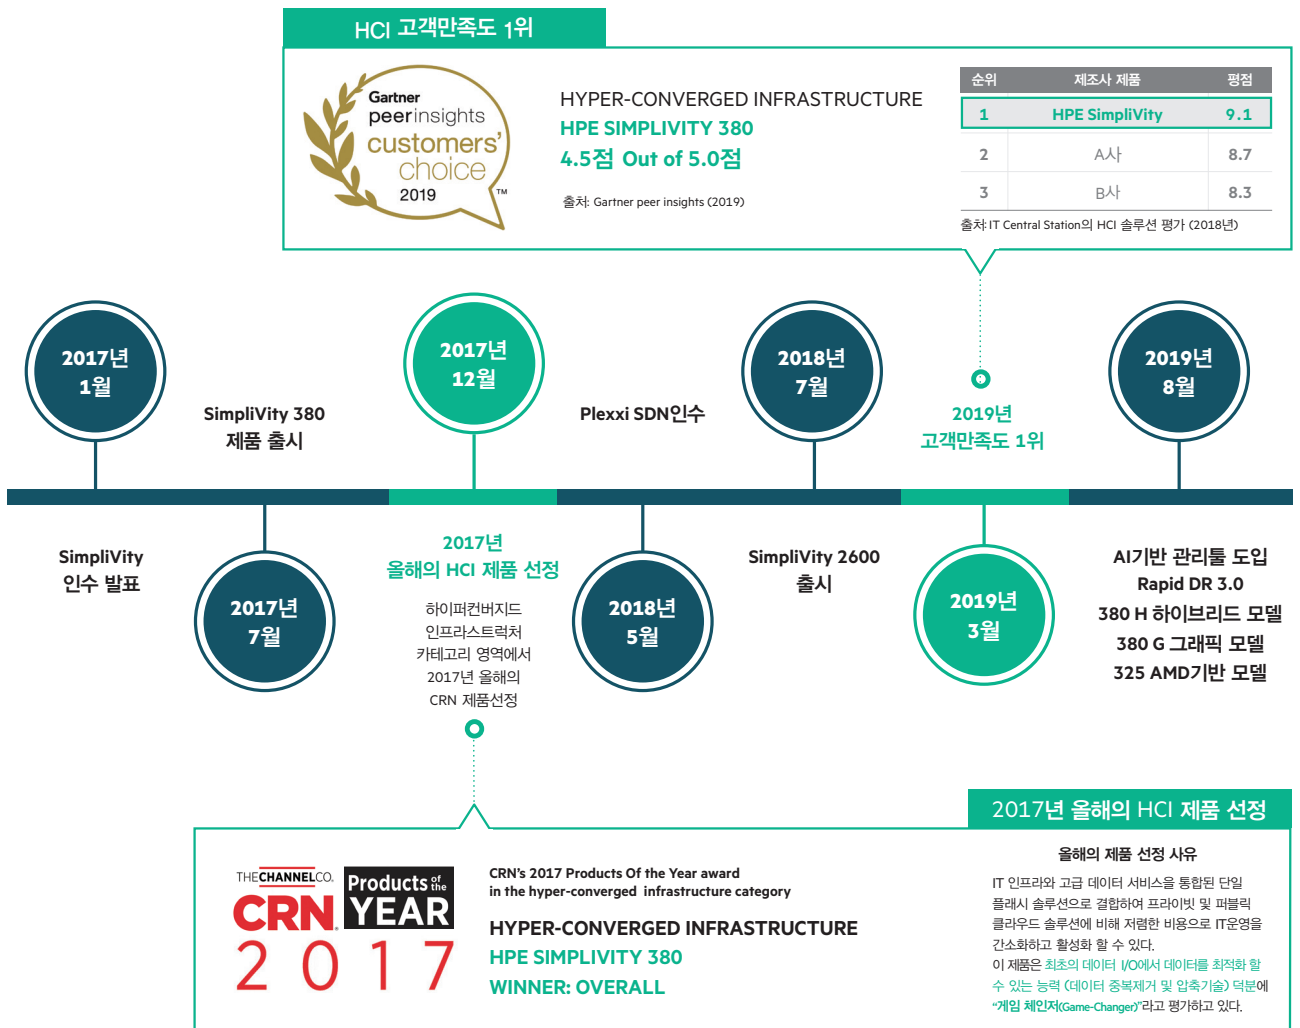 HCI 고객만족도 1위
Gartner
peerinsights
customers'
choice
2019
TM
HYPER-CONVERGED INFRASTRUCTURE
HPE SIMPLIVITY 380
4.5점 Out of 5.0점
출처: Gartner peer insights (2019)
순위 제조사 제품 평점
1 HPE SimpliVity 9.1
2 A사 8.7
3 B사 8.3
출처: IT Central Station의 HCI 솔루션 평가 (2018년)
2017년
1월
SimpliVity 380
제품 출시
2017년
12월
Plexxi SDN인수
2018년
7월
2019년
고객만족도 1위
2019년
8월
SimpliVity
인수 발표
2017년
7월
2017년
올해의 HCI 제품 선정
하이퍼컨버지드
인프라스트럭처
카테고리 영역에서
2017년 올해의
CRN 제품선정
2018년
5월
SimpliVity 2600
출시
2019년
3월
AI기반 관리툴 도입
Rapid DR 3.0
380 H 하이브리드 모델
380 G 그래픽 모델
325 AMD기반 모델
THE CHANNEL CO.
CRN.
Products of the
YEAR
2017
CRN's 2017 Products Of the Year award
in the hyper-converged infrastructure category
HYPER-CONVERGED INFRASTRUCTURE
HPE SIMPLIVITY 380
WINNER: OVERALL
2017년 올해의 HCI 제품 선정
올해의 제품 선정 사유
IT 인프라와 고급 데이터 서비스를 통합된 단일
플래시 솔루션으로 결합하여 프라이빗 및 퍼블릭
클라우드 솔루션에 비해 저렴한 비용으로 IT운영을
간소화하고 활성화 할 수 있다.
이 제품은 최초의 데이터 I/O에서 데이터를 최적화 할
수 있는 능력 (데이터 중복제거 및 압축기술) 덕분에
“게임 체인저(Game-Changer)”라고 평가하고 있다.